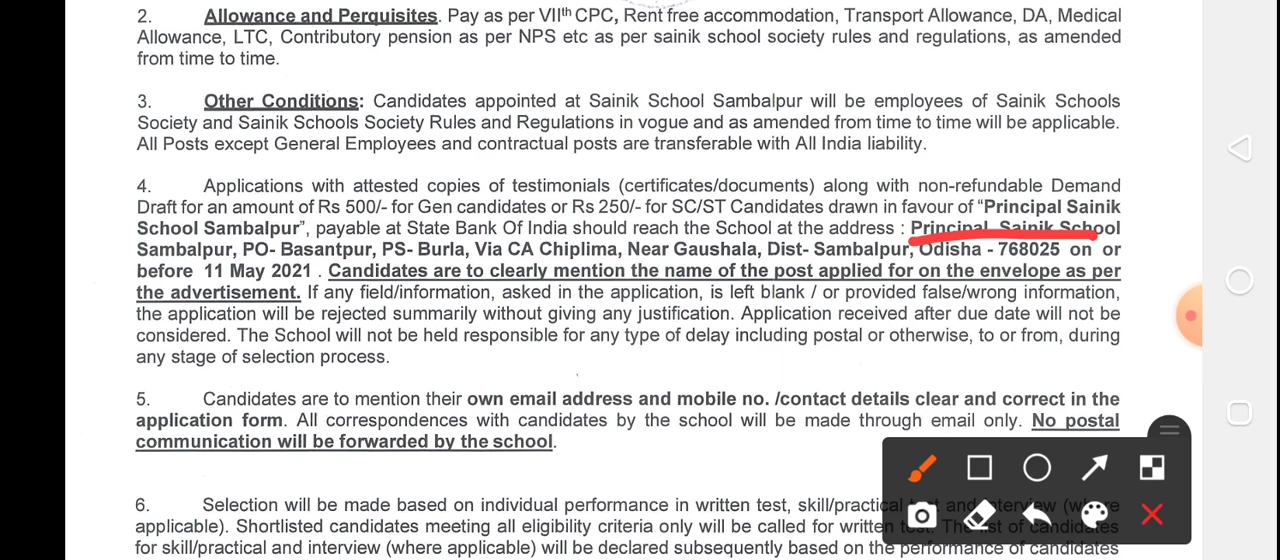 2. Allowance and Perquisites. Pay as per VIIth CPC, Rent free accommodation, Transport Allowance, DA, Medical
Allowance, LTC, Contributory pension as per NPS etc as per sainik school society rules and regulations, as amended
from time to time.
3. Other Conditions: Candidates appointed at Sainik School Sambalpur will be employees of Sainik Schools
Society and Sainik Schools Society Rules and Regulations in vogue and as amended from time to time will be applicable.
All Posts except General Employees and contractual posts are transferable with All India liability.
4. Applications with attested copies of testimonials (certificates/documents) along with non-refundable Demand
Draft for an amount of Rs 500/- for Gen candidates or Rs 250/- for SC/ST Candidates drawn in favour of “Principal Sainik
School Sambalpur”, payable at State Bank Of India should reach the School at the address : Principal Sainik School
Sambalpur, PO- Basantpur, PS- Burla, Via CA Chiplima, Near Gaushala, Dist- Sambalpur, Odisha - 768025 on or
before 11 May 2021 . Candidates are to clearly mention the name of the post applied for on the envelope as per
the advertisement. If any field/information, asked in the application, is left blank / or provided false/wrong information,
the application will be rejected summarily without giving any justification. Application received after due date will not be
considered. The School will not be held responsible for any type of delay including postal or otherwise, to or from, during
any stage of selection process.
5. Candidates are to mention their own email address and mobile no. /contact details clear and correct in the
application form. All correspondences with candidates by the school will be made through email only. No postal
communication will be forwarded by the school.
6. Selection will be made based on individual performance in written test, skill/practical test and interview (where
applicable). Shortlisted candidates meeting all eligibility criteria only will be called for written test. The list of candidates
for skill/practical and interview (where applicable) will be declared subsequently based on the performance of candidates